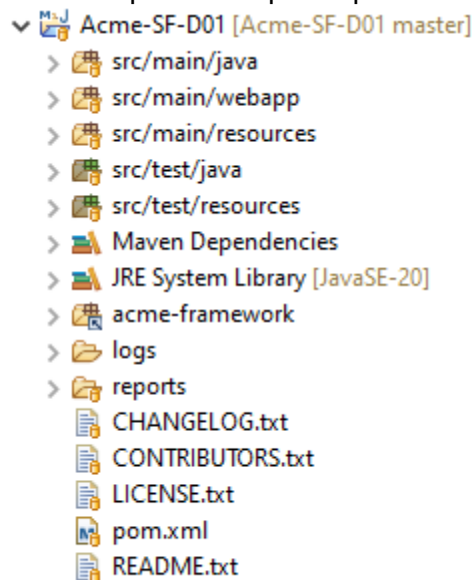 Acme-SF-D01 [Acme-SF-D01 master]
src/main/java
src/main/webapp
src/main/resources
src/test/java
src/test/resources
Maven Dependencies
JRE System Library [JavaSE-20]
acme-framework
logs
reports
CHANGELOG.txt
CONTRIBUTORS.txt
LICENSE.txt
pom.xml
README.txt